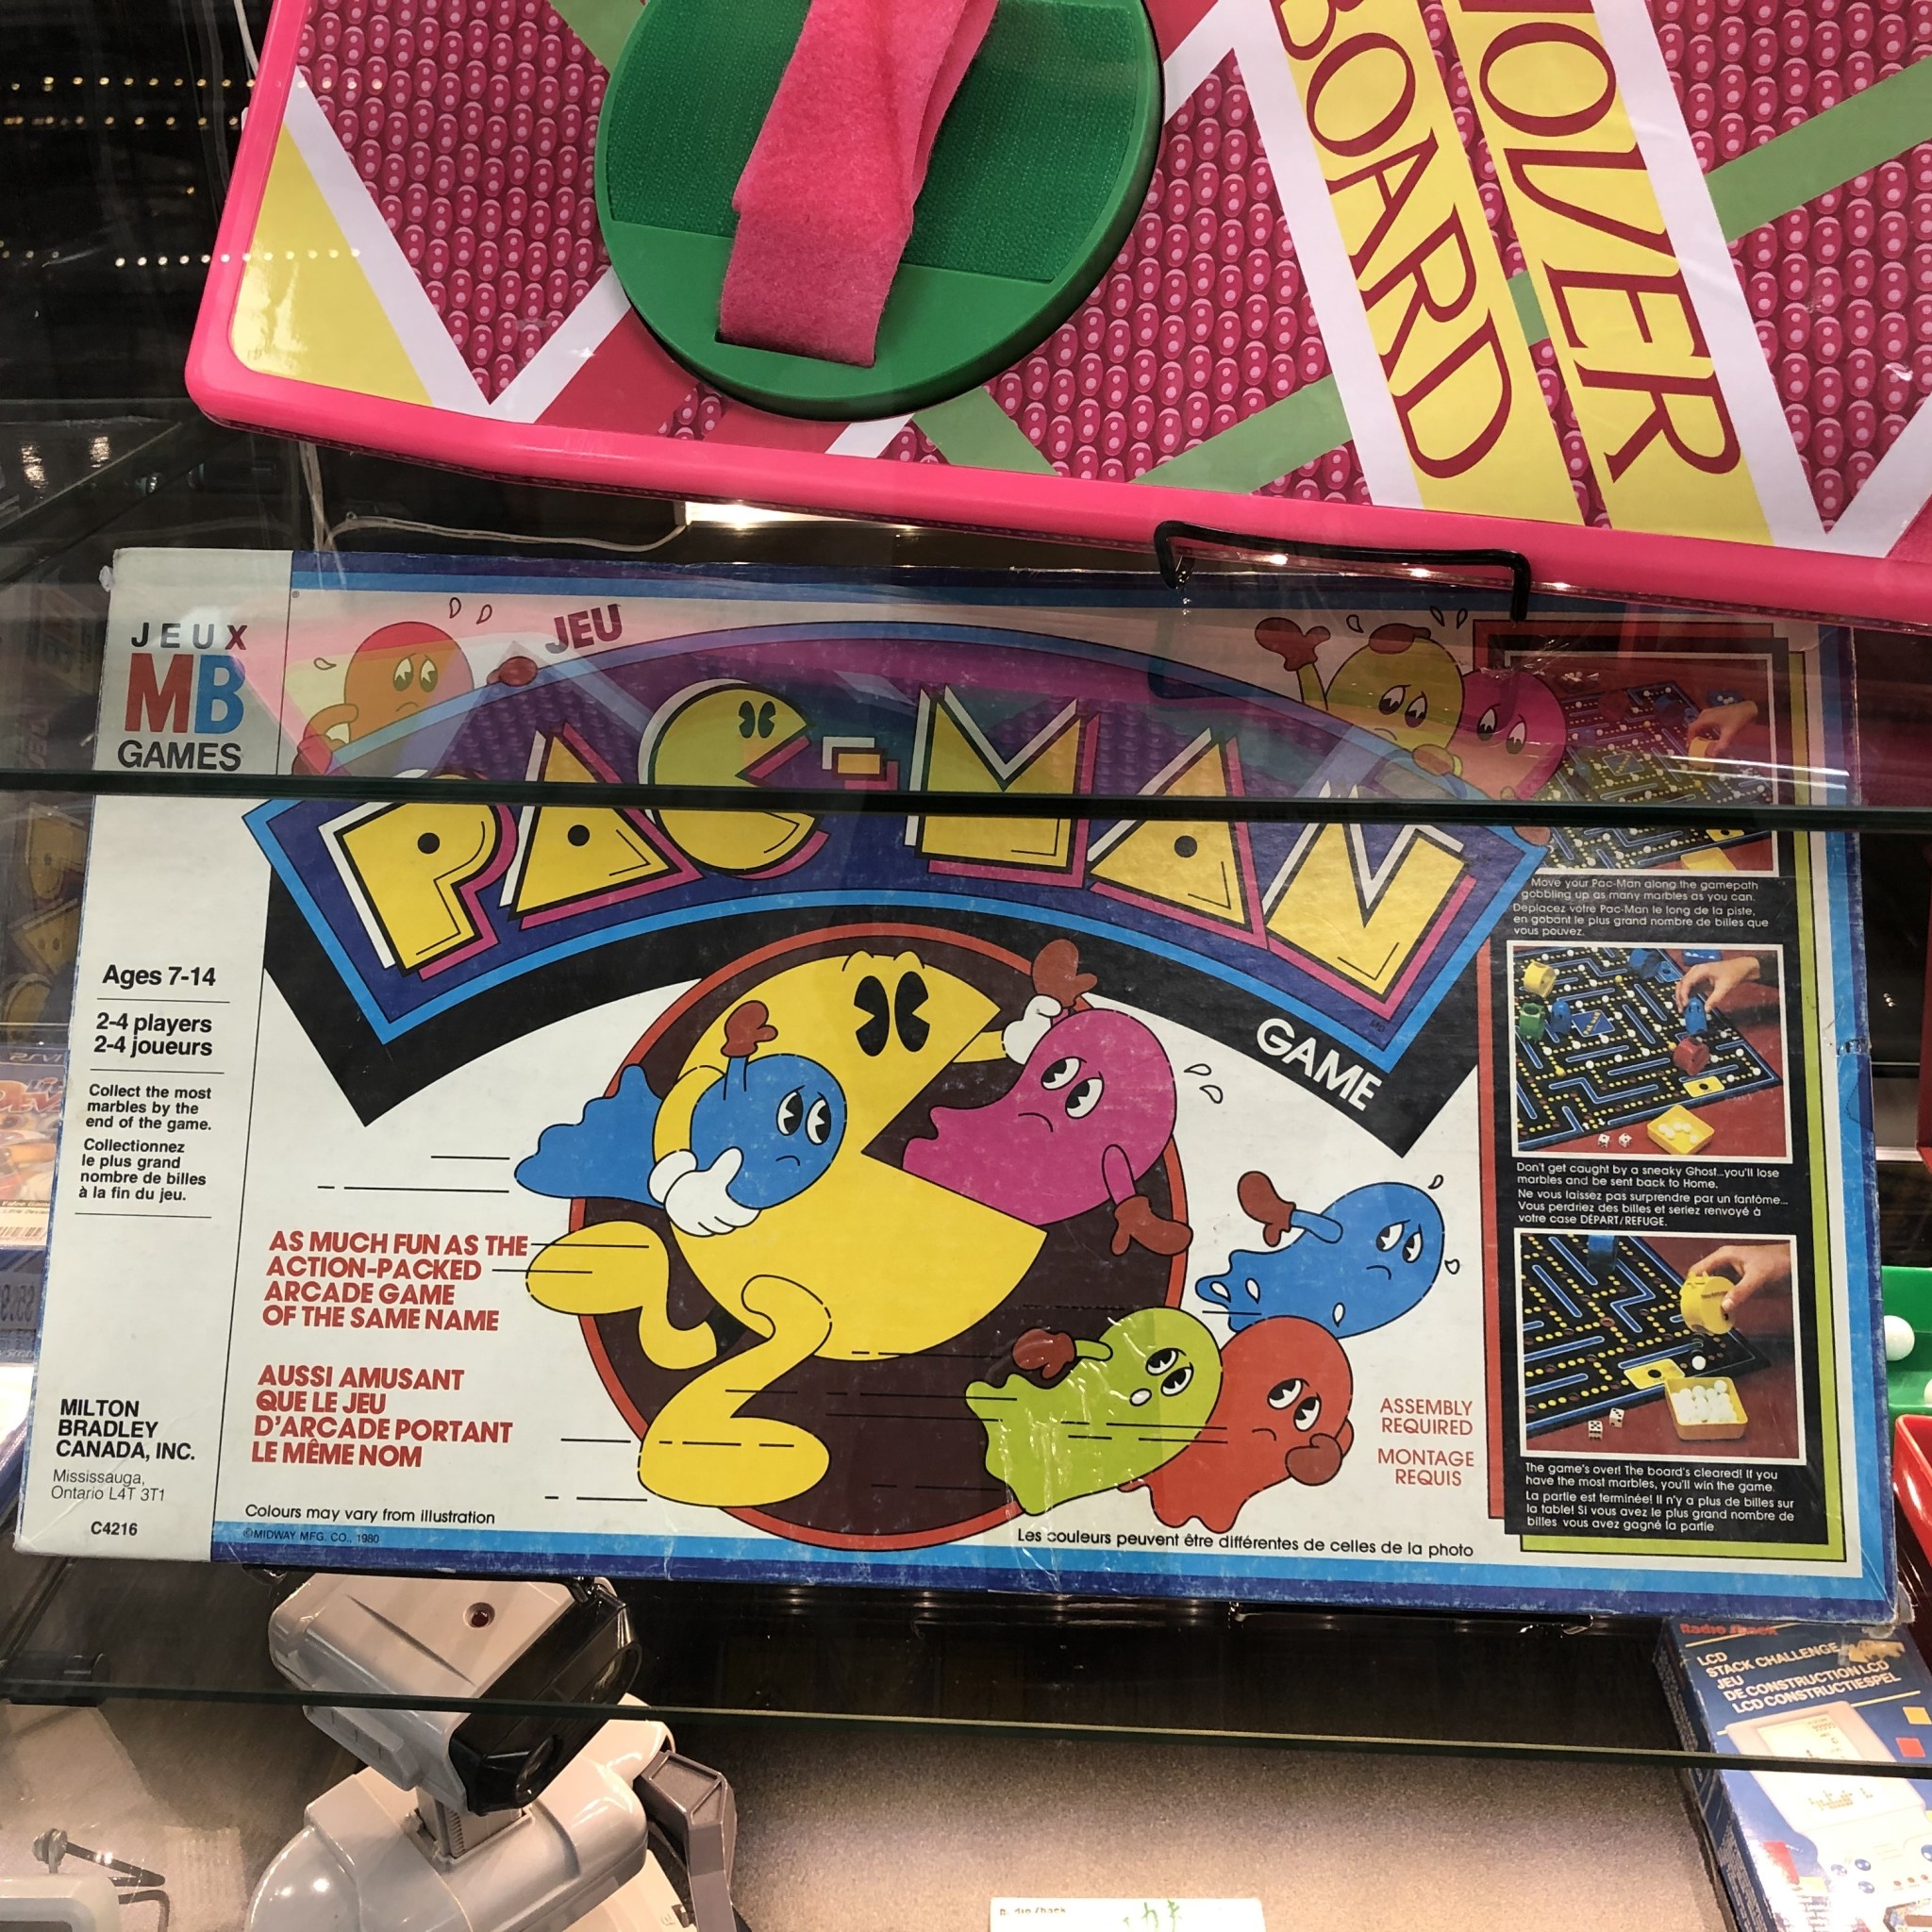 HOVER
BOARD
JEUX
MB
GAMES
JEU
PAC-MAN
GAME
Ages 7-14
2-4 players
2-4 joueurs
Collect the most
marbles by the
end of the game.
Collectionnez
le plus grand
nombre de billes
à la fin du jeu.
MILTON
BRADLEY
CANADA, INC.
Mississauga,
Ontario L4T 3T1
C4216
AS MUCH FUN AS THE
ACTION-PACKED
ARCADE GAME
OF THE SAME NAME
AUSSI AMUSANT
QUE LE JEU
D'ARCADE PORTANT
LE MÊME NOM
Colours may vary from illustration
©MIDWAY MFG. CO., 1980
Les couleurs peuvent être différentes de celles de la photo
ASSEMBLY
REQUIRED
MONTAGE
REQUIS
Move your Pac-Man along the gamepath
gobbling up as many marbles as you can.
Deplacez votre Pac-Man le long de la piste,
en gobant le plus grand nombre de billes que
vous pouvez.
Don't get caught by a sneaky Ghost...you'll lose
marbles and be sent back to Home.
Ne vous laissez pas surprendre par un fantôme...
Vous perdriez des billes et seriez renvoyé à
votre case DÉPART/REFUGE.
The game's over! The board's cleared! If you
have the most marbles, you'll win the game.
La partie est terminée! Il n'y a plus de billes sur
la table! Si vous avez le plus grand nombre de
billes vous avez gagné la partie
Radio Shack
LCD
STACK CHALLENGE
JEU
DE CONSTRUCTION LCD
LCD CONSTRUCTIESPEL